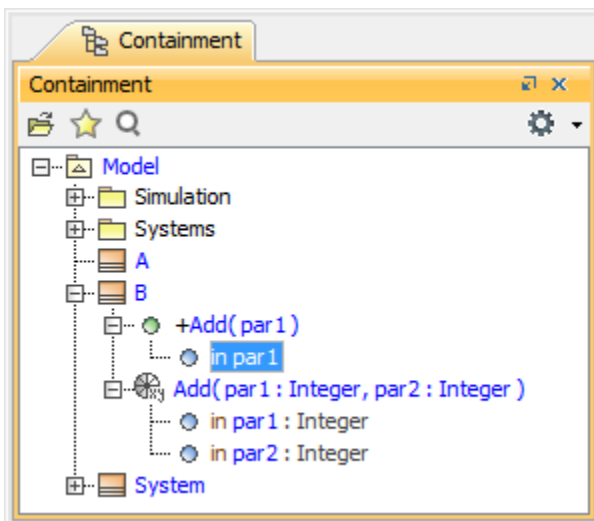 Containment
Containment
Model
Simulation
Systems
A
B
+Add( par1 )
in par1
Add( par1 : Integer, par2 : Integer )
in par1 : Integer
in par2 : Integer
System